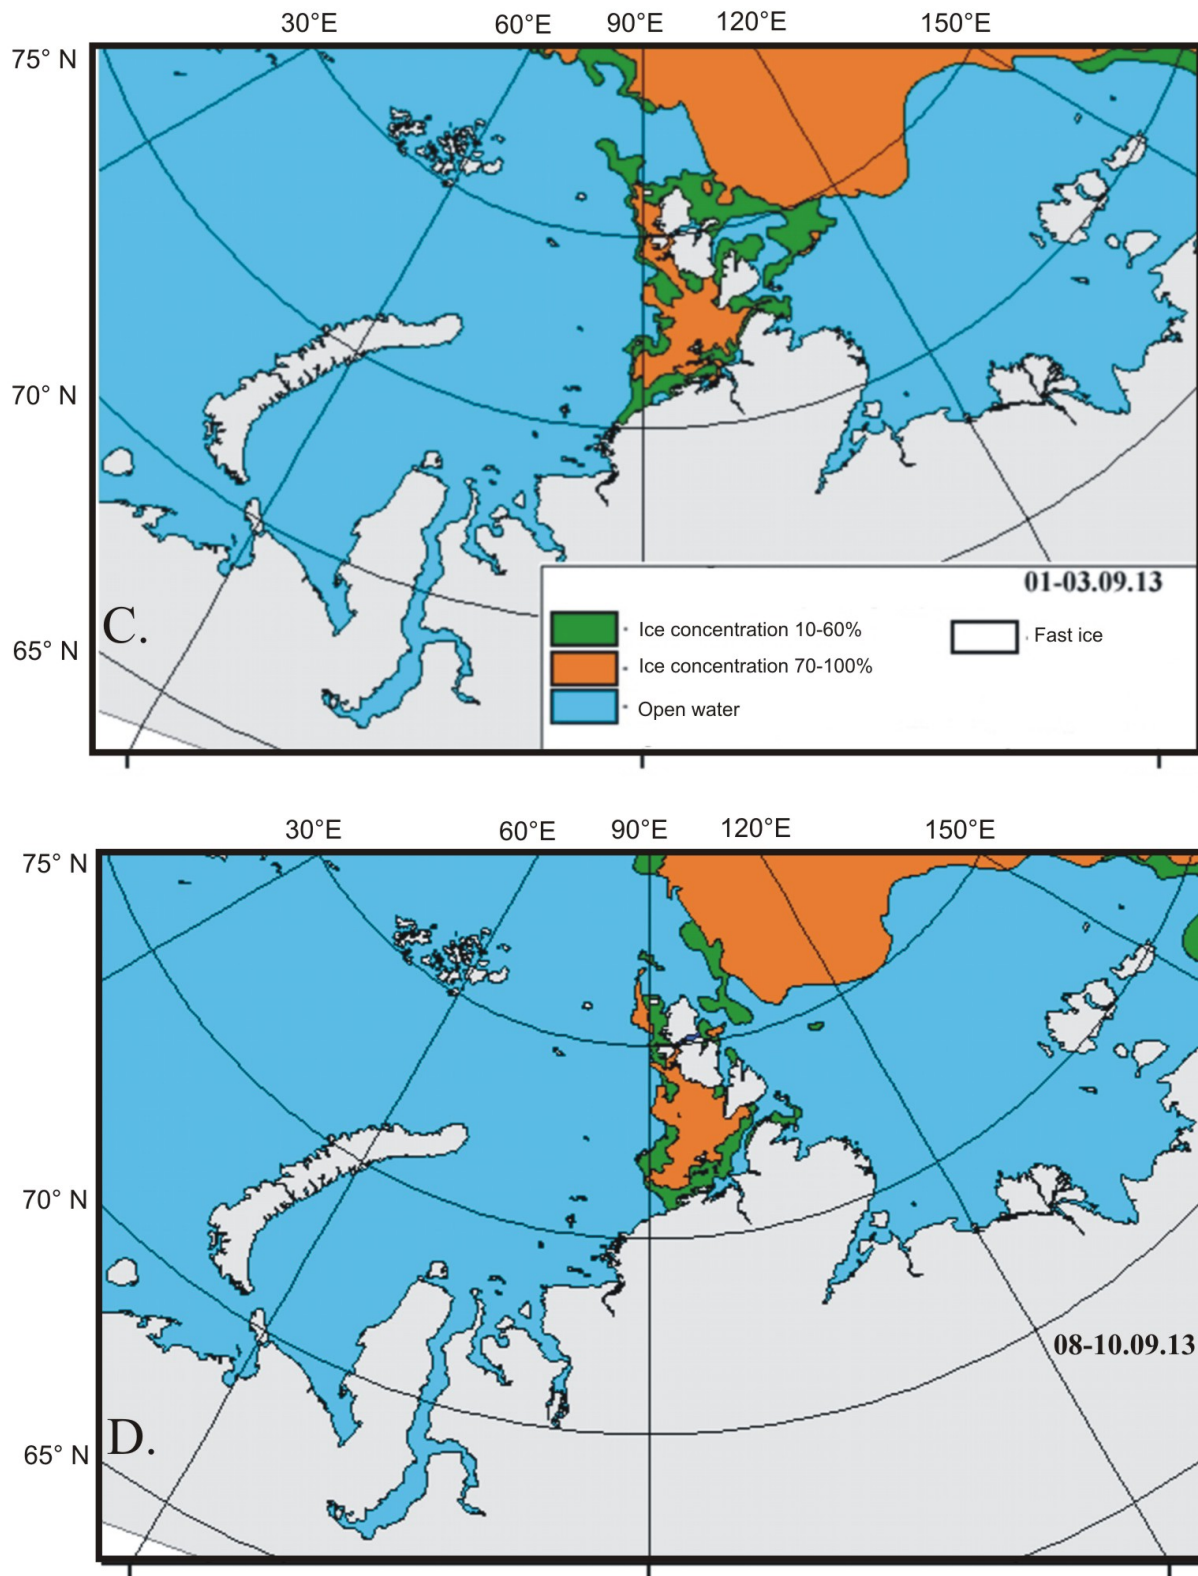 30°E 60°E 90°E 120°E 150°E
75° N
70° N
65° N
C.
01-03.09.13
Ice concentration 10-60%
Fast ice
Ice concentration 70-100%
Open water
30°E 60°E 90°E 120°E 150°E
75° N
70° N
08-10.09.13
D.
65° N